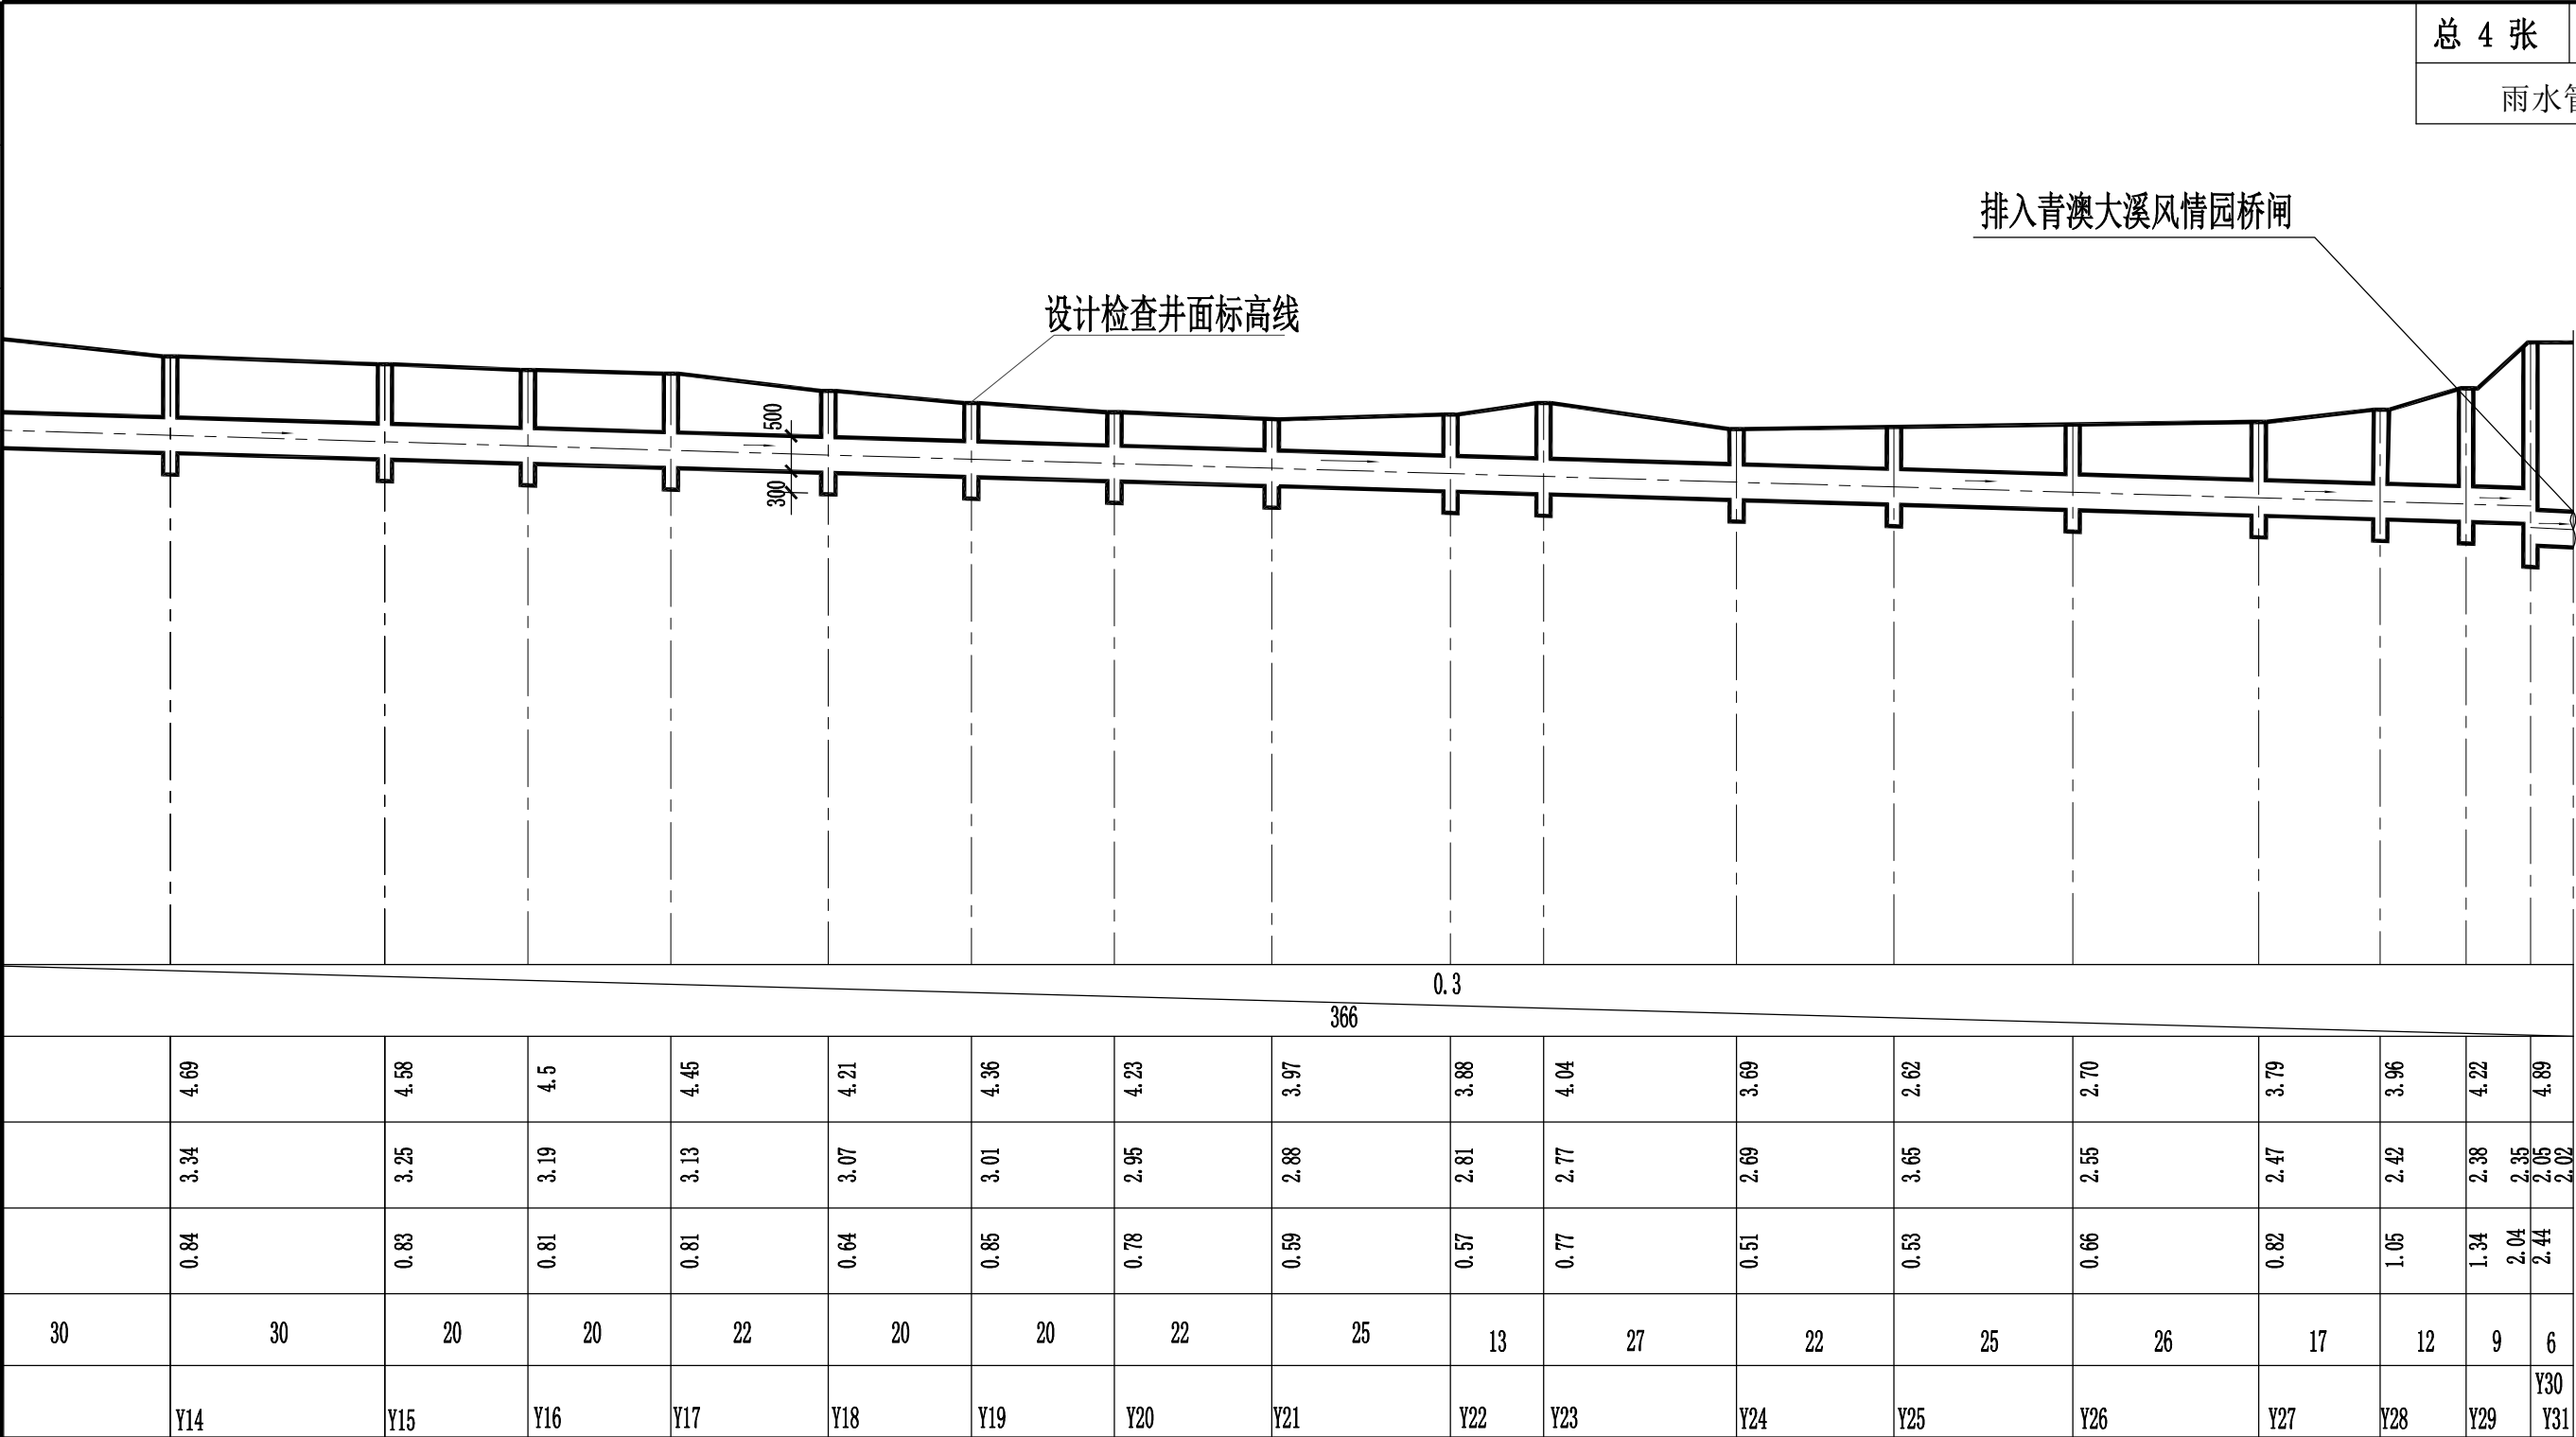 总 4 张
雨水管
排入青澳大溪风情园桥闸
设计检查井面标高线
500
300
0.3
366
4.69 4.58 4.5 4.45 4.21 4.36 4.23 3.97 3.88 4.04 3.69 2.62 2.70 3.79 3.96 4.22 4.89
3.34 3.25 3.19 3.13 3.07 3.01 2.95 2.88 2.81 2.77 2.69 3.65 2.55 2.47 2.42 2.38 2.35 2.05 2.02
0.84 0.83 0.81 0.81 0.64 0.85 0.78 0.59 0.57 0.77 0.51 0.53 0.66 0.82 1.05 1.34 2.04 2.44
30 30 20 20 22 20 20 22 25 13 27 22 25 26 17 12 9 6
Y30
Y14 Y15 Y16 Y17 Y18 Y19 Y20 Y21 Y22 Y23 Y24 Y25 Y26 Y27 Y28 Y29 Y31